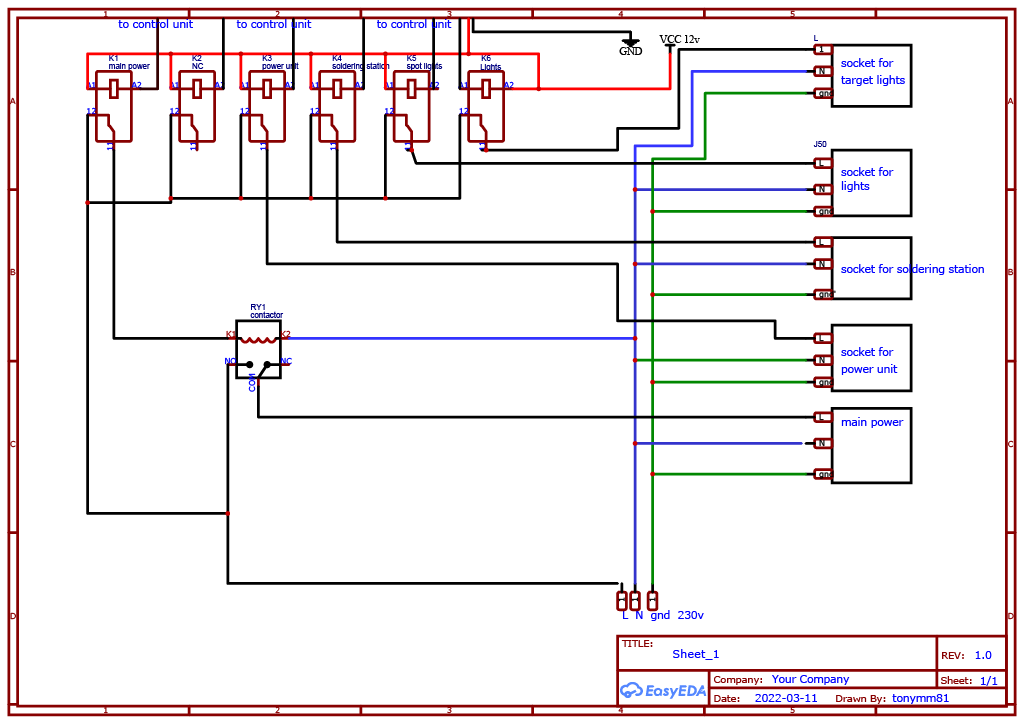 1 2 3 4 5
to control unit to control unit to control unit
GND
VCC 12v
K1
main power
K2
NC
K3
power unit
K4
soldering station
K5
spot lights
K6
Lights
A1 A2 A1 A2 A1 A2 A1 A2 A1 A2 A1 A2
12 12 12 12 12 12
11 11 11 11 11 11
A A
L
1
N
gnd
socket for
target lights
J50
L
N
gnd
socket for
lights
L
N
gnd
socket for soldering station
B B
RY1
contactor
K1 K2
NO NC
COM
L
N
gnd
socket for
power unit
L
N
gnd
main power
C C
D D
1 1 1
L N gnd 230v
TITLE:
Sheet_1
REV: 1.0
EasyEDA
Company: Your Company
Sheet: 1/1
Date: 2022-03-11 Drawn By: tonymm81
1 2 3 4 5